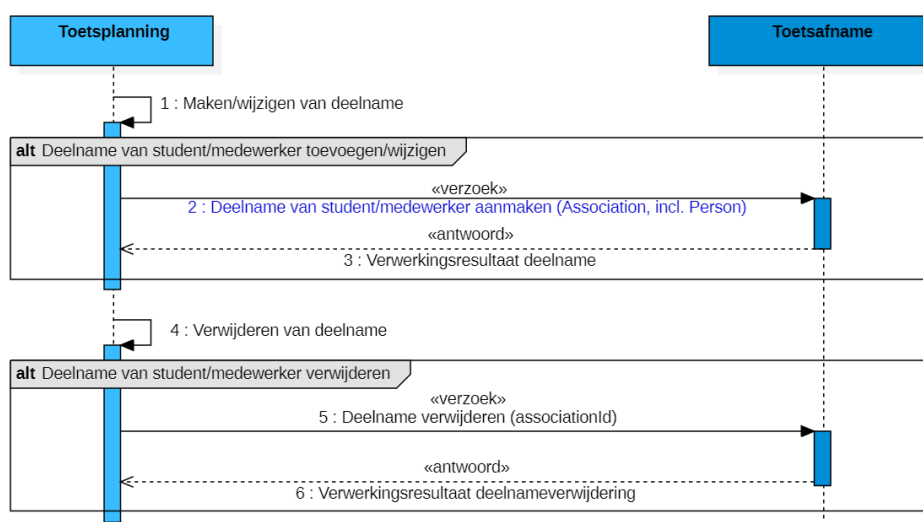 Toetsplanning
Toetsafname
1 : Maken/wijzigen van deelname
alt Deelname van student/medewerker toevoegen/wijzigen
«verzoek»
2 : Deelname van student/medewerker aanmaken (Association, incl. Person)
«antwoord»
3 : Verwerkingsresultaat deelname
4 : Verwijderen van deelname
alt Deelname van student/medewerker verwijderen
«verzoek»
5 : Deelname verwijderen (associationId)
«antwoord»
6 : Verwerkingsresultaat deelnameverwijdering